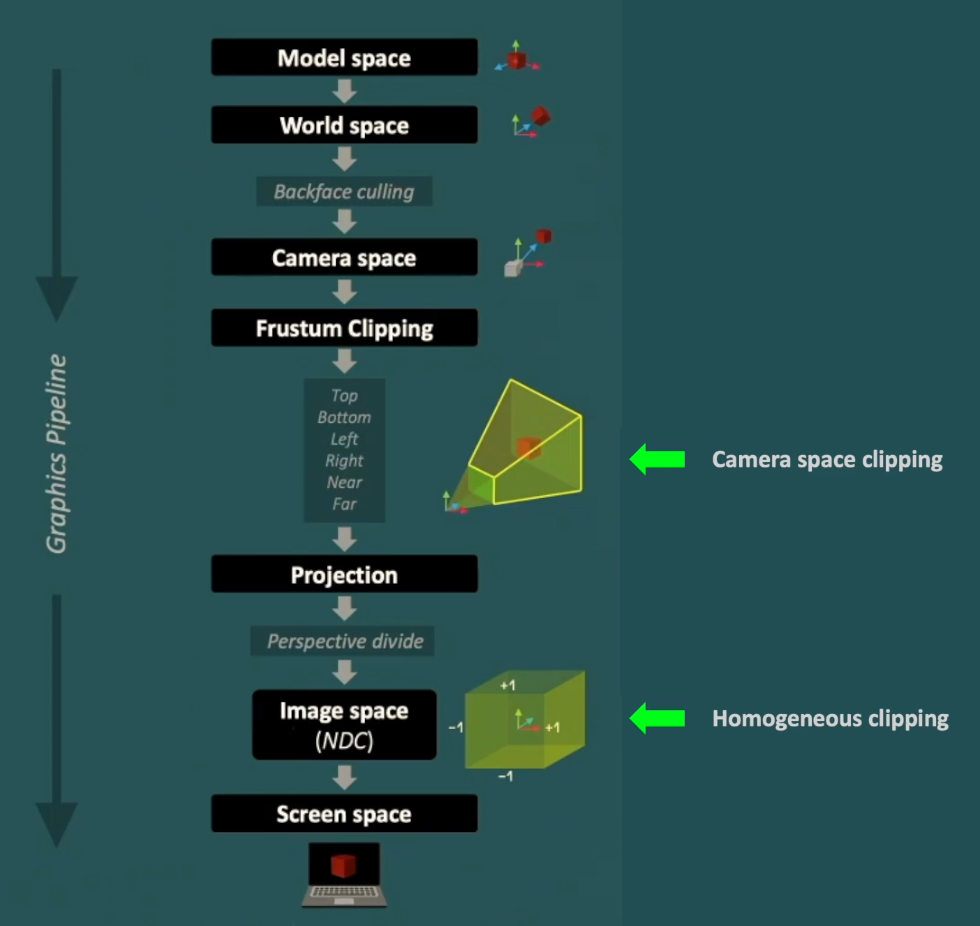 Model space
World space
Backface culling
Camera space
Frustum Clipping
Top
Bottom
Left
Right
Near
Far
Camera space clipping
Graphics Pipeline
Projection
Perspective divide
Image space
(NDC)
+1
−1
+1
−1
Homogeneous clipping
Screen space